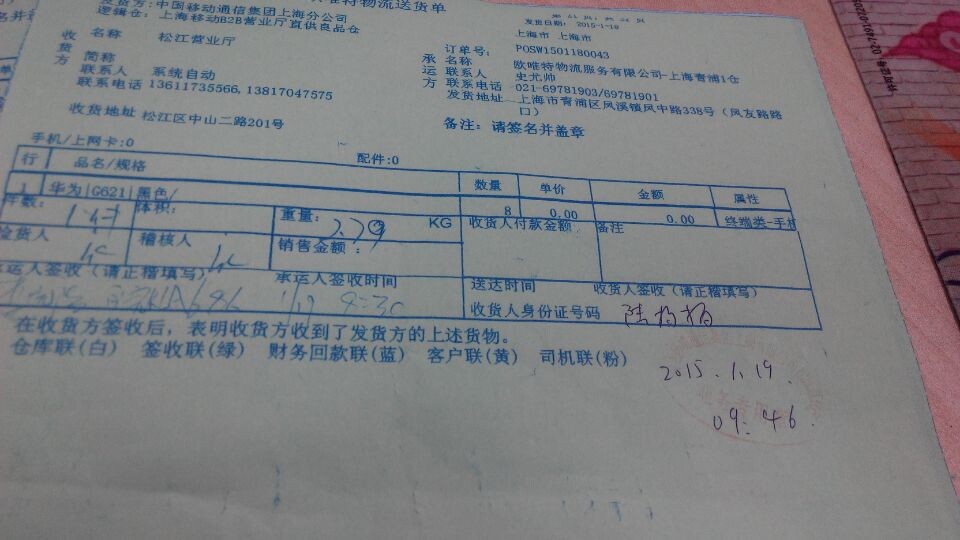 唯特物流送货单
发货方:中国移动通信集团上海分公司
逻辑仓:上海移动B2B营业厅直供良品仓
发货日期: 2015-1-18
上海市 上海市
收货方
名称 松江营业厅
简称
联系人 系统自动
联系电话 13611735566,13817047575
收货地址 松江区中山二路201号
订单号: POSW1501180043
承运方
名称 欧唯特物流服务有限公司-上海青浦1仓
联系人 史尤帅
联系电话 021-69781903/69781901
发货地址 上海市青浦区凤溪镇凤中路338号(凤友路路口)
备注: 请签名并盖章
手机/上网卡:0 配件:0
行 品名/规格 数量 单价 金额 属性
1 华为|G621|黑色/ 8 0.00 0.00 终端类-手机
件数: 体积: 重量: 2.79 KG 收货人付款金额 备注
检货人 稽核人 销售金额:
承运人签收(请正楷填写) 承运人签收时间 送达时间 收货人签收(请正楷填写)
1/19 8:30 收货人身份证号码
在收货方签收后，表明收货方收到了发货方的上述货物。
仓库联(白) 签收联(绿) 财务回款联(蓝) 客户联(黄) 司机联(粉)
2015.1.19.
09:46